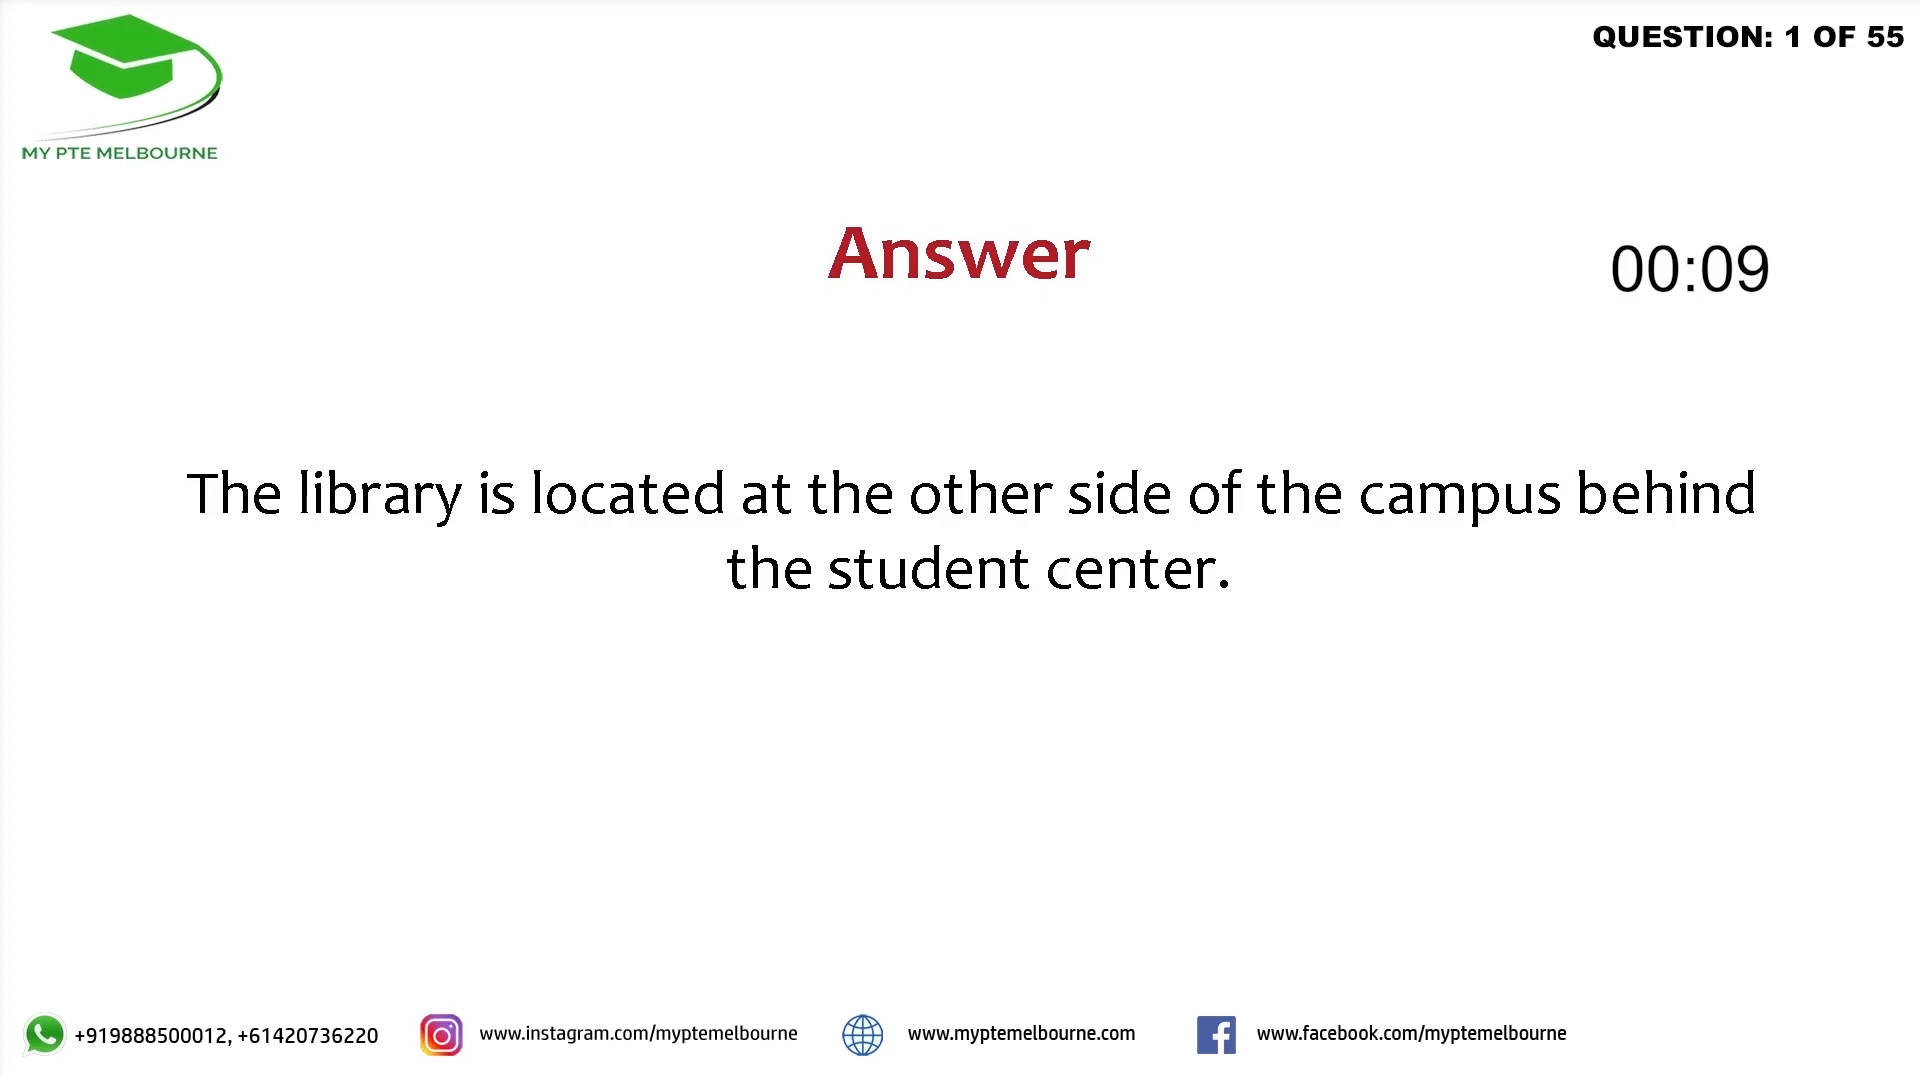 QUESTION: 1 OF 55
MY PTE MELBOURNE
Answer
00:09
The library is located at the other side of the campus behind
the student center.
+919888500012, +61420736220
www.instagram.com/myptemelbourne
www.myptemelbourne.com
www.facebook.com/myptemelbourne